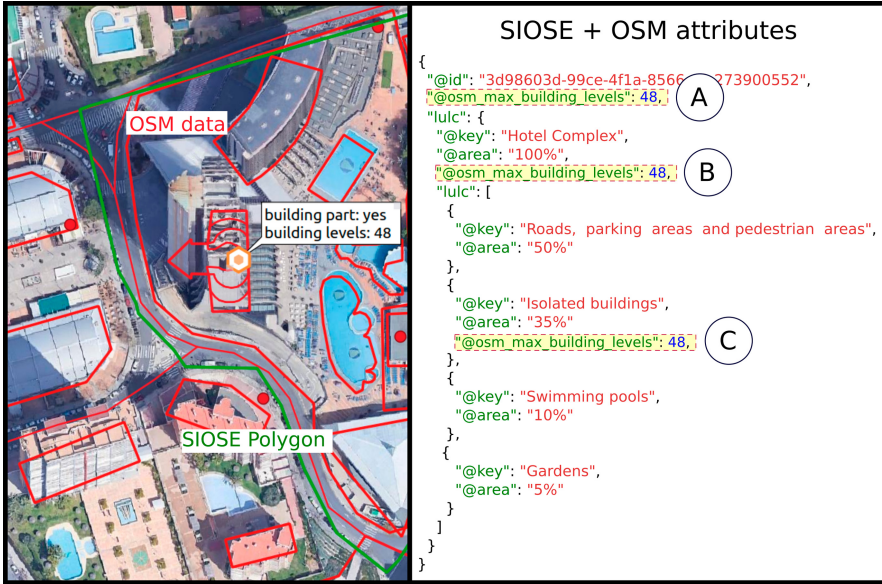 OSM data
building part: yes
building levels: 48
SIOSE Polygon
SIOSE + OSM attributes
{
"@id": "3d98603d-99ce-4f1a-8566 273900552",
"@osm_max_building_levels": 48,
A
"lulc": {
"@key": "Hotel Complex",
"@area": "100%",
"@osm_max_building_levels": 48,
B
"lulc": [
{
"@key": "Roads, parking areas and pedestrian areas",
"@area": "50%"
},
{
"@key": "Isolated buildings",
"@area": "35%"
"@osm_max_building_levels": 48,
C
},
{
"@key": "Swimming pools",
"@area": "10%"
},
{
"@key": "Gardens",
"@area": "5%"
}
]
}
}